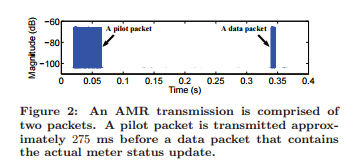 −60
−80
−100
Magnitude (dB)
A pilot packet
A data packet
0 0.05 0.1 0.15 0.2 0.25 0.3 0.35 0.4
Time (s)
Figure 2: An AMR transmission is comprised of
two packets. A pilot packet is transmitted approx-
imately 275 ms before a data packet that contains
the actual meter status update.